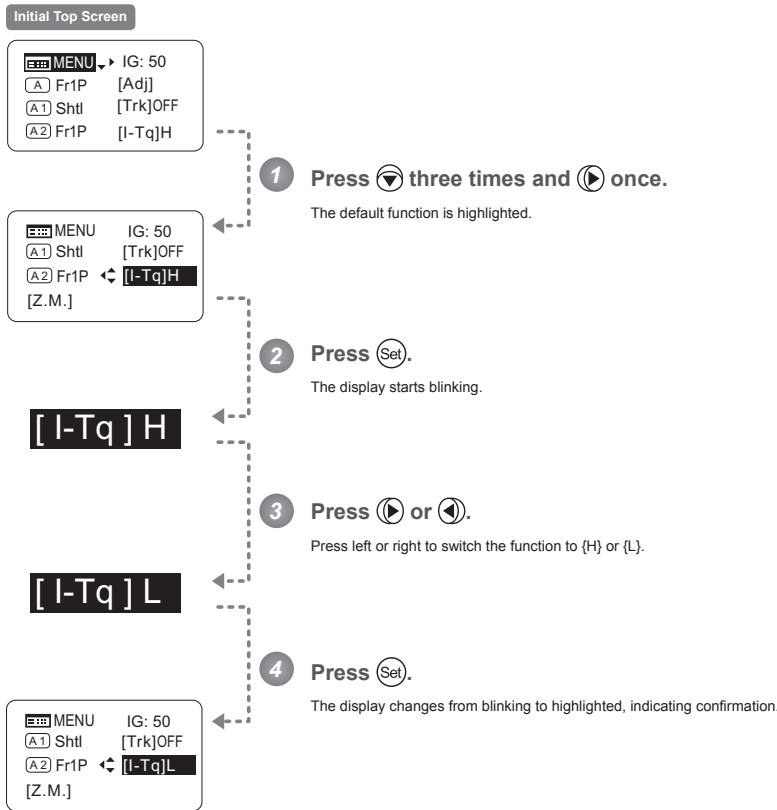 Initial Top Screen
MENU IG: 50
A Fr1P [Adj]
A1 Shtl [Trk]OFF
A2 Fr1P [I-Tq]H
1 Press three times and once.
The default function is highlighted.
MENU IG: 50
A1 Shtl [Trk]OFF
A2 Fr1P [I-Tq]H
[Z.M.]
2 Press Set.
The display starts blinking.
[ I-Tq ] H
3 Press or .
Press left or right to switch the function to {H} or {L}.
[ I-Tq ] L
4 Press Set.
The display changes from blinking to highlighted, indicating confirmation.
MENU IG: 50
A1 Shtl [Trk]OFF
A2 Fr1P [I-Tq]L
[Z.M.]